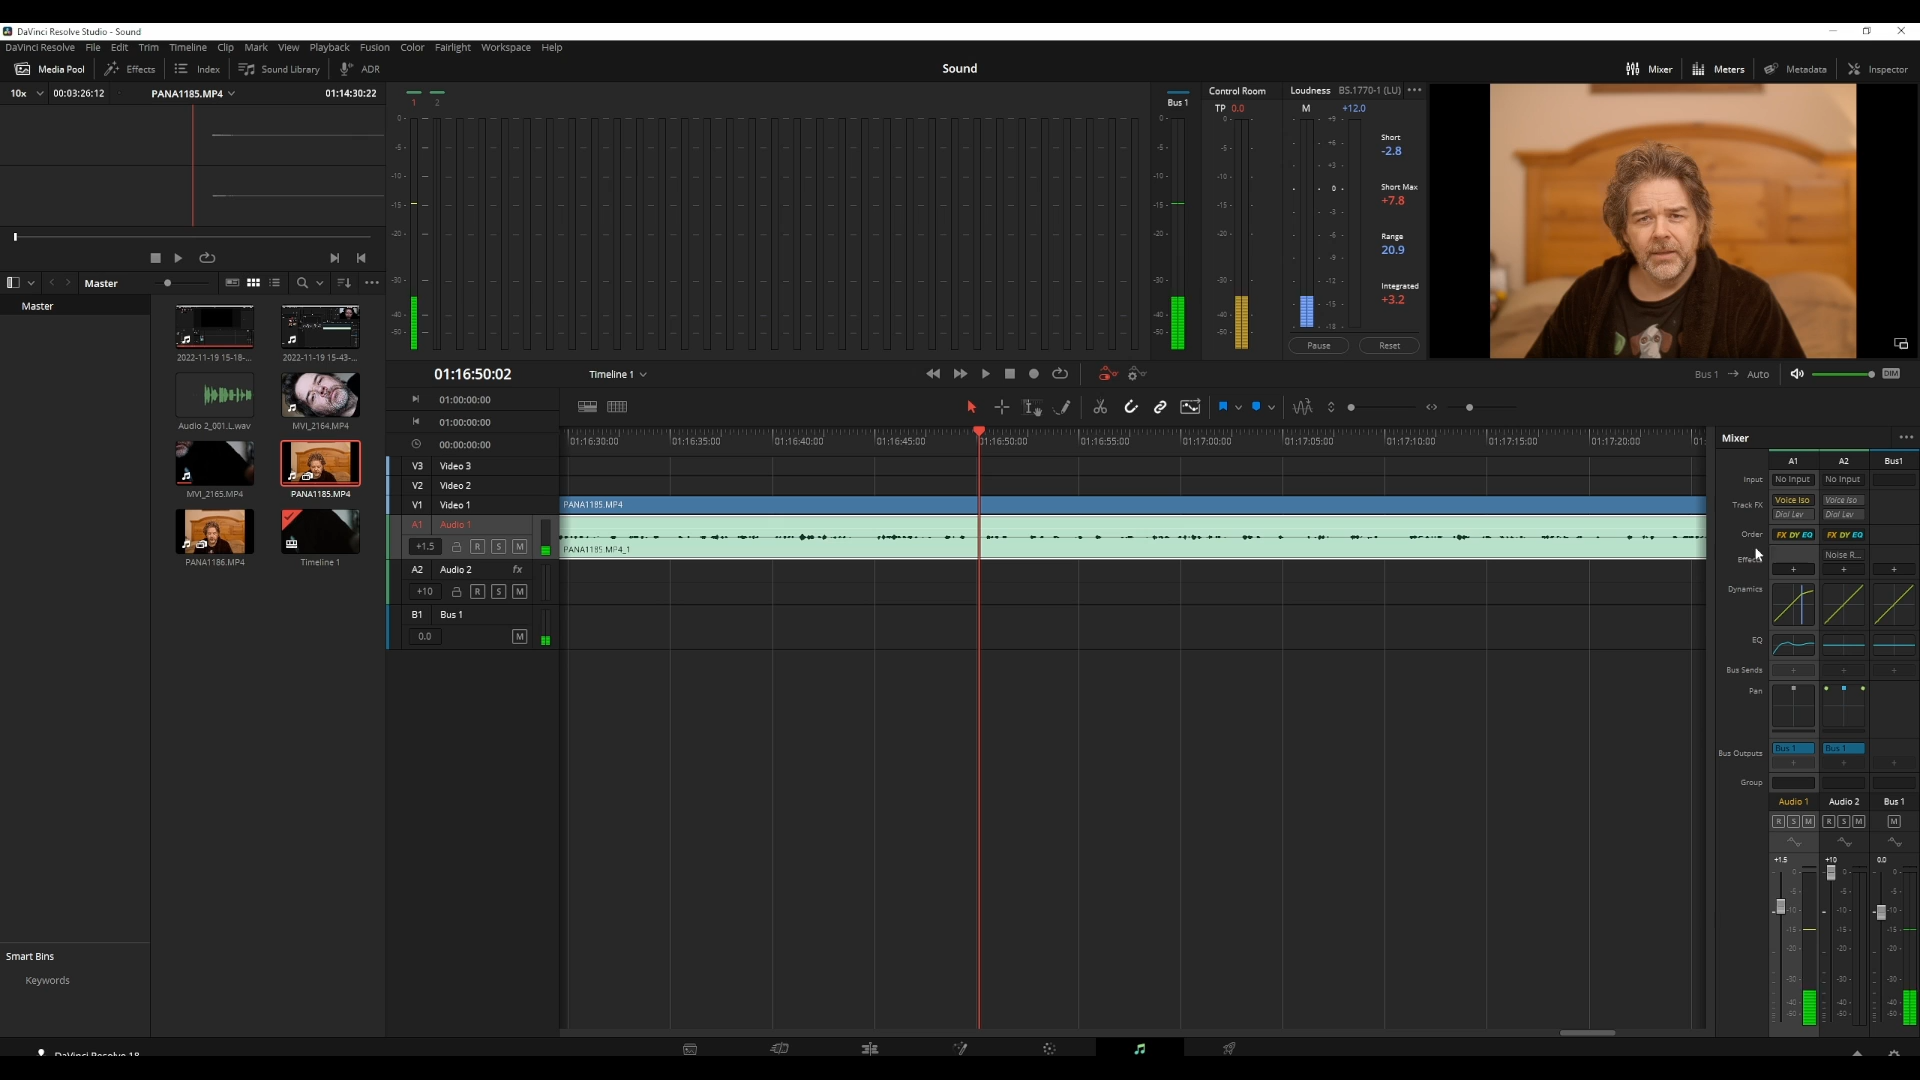 DaVinci Resolve Studio - Sound
DaVinci Resolve File Edit Trim Timeline Clip Mark View Playback Fusion Color Fairlight Workspace Help
Media Pool Effects Index Sound Library ADR Sound Mixer Meters Metadata Inspector
10x 00:03:26:12 PANA1185.MP4 01:14:30:22
1 2 Bus 1
Control Room
TP 0.0
Loudness BS.1770-1 (LU)
M +12.0
Short
-2.8
Short Max
+7.8
Range
20.9
Integrated
+3.2
Pause Reset
Master
Master
2022-11-19 15-18-...
2022-11-19 15-43-...
Audio 2_001.L.wav
MVI_2164.MP4
MVI_2165.MP4
PANA1185.MP4
PANA1186.MP4
Timeline 1
Smart Bins
Keywords
01:16:50:02 Timeline 1 Bus 1 Auto DIM
01:00:00:00
01:00:00:00
00:00:00:00
01:16:30:00 01:16:35:00 01:16:40:00 01:16:45:00 01:16:50:00 01:16:55:00 01:17:00:00 01:17:05:00 01:17:10:00 01:17:15:00 01:17:20:00
V3 Video 3
V2 Video 2
V1 Video 1
PANA1185.MP4
A1 Audio 1
+1.5 R S M
PANA1185.MP4_1
A2 Audio 2 fx
+10 R S M
B1 Bus 1
0.0 M
Mixer
A1 A2 Bus1
Input No Input No Input
Track FX Voice Iso Voice Iso
Dial Lev Dial Lev
Order FX DY EQ FX DY EQ
Effects Noise R...
Dynamics
EQ
Bus Sends
Pan
Bus Outputs Bus 1 Bus 1
Group
Audio 1 Audio 2 Bus 1
R S M R S M M
+1.5 +10 0.0
DaVinci Resolve 18